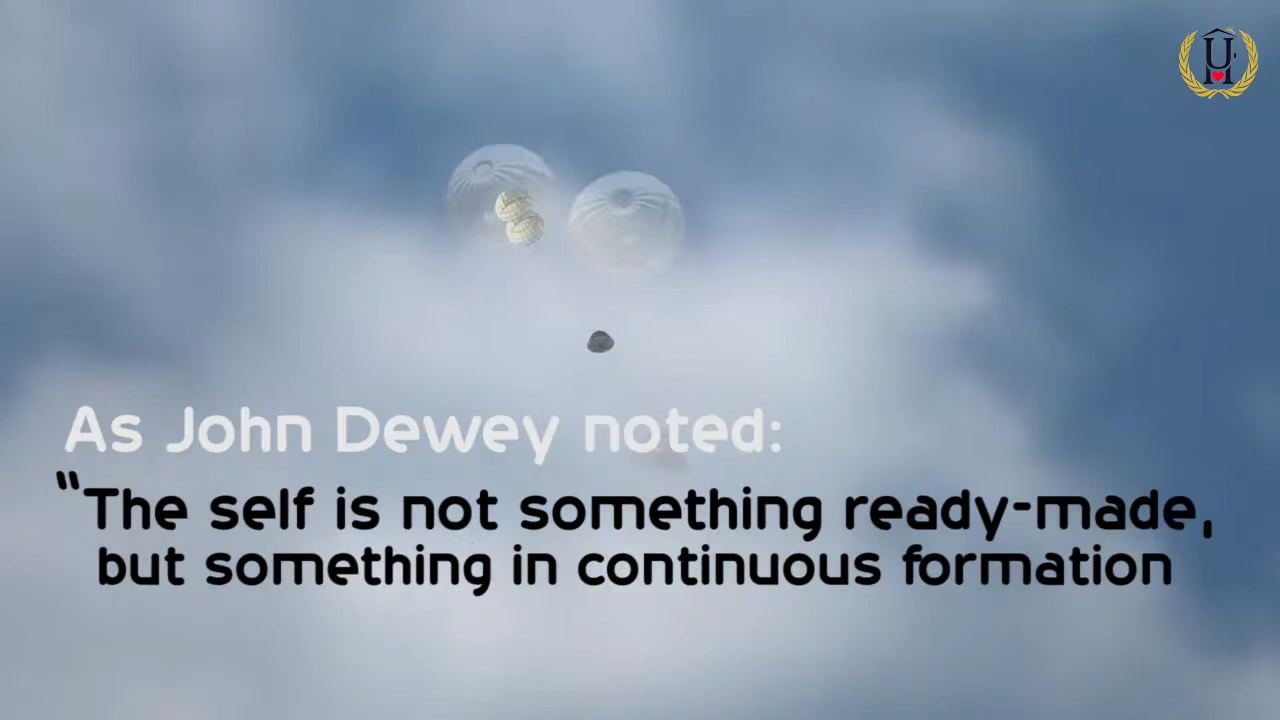 As John Dewey noted:
"The self is not something ready-made,
but something in continuous formation